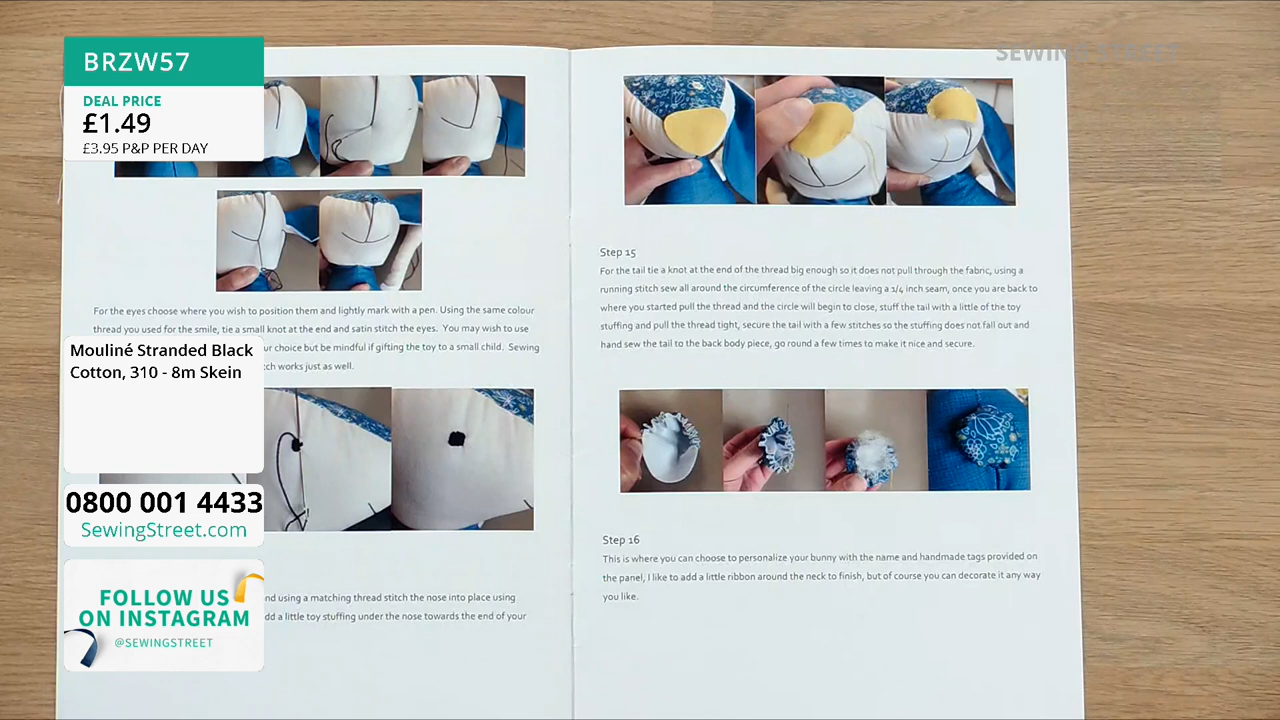 BRZW57
DEAL PRICE
£1.49
£3.95 P&P PER DAY
SEWING STREET
For the eyes choose where you wish to position them and lightly mark with a pen. Using the same colour
thread you used for the smile, tie a small knot at the end and satin stitch the eyes. You may wish to use
ur choice but be mindful if gifting the toy to a small child. Sewing
ch works just as well.
Mouliné Stranded Black
Cotton, 310 - 8m Skein
0800 001 4433
SewingStreet.com
FOLLOW US
ON INSTAGRAM
@SEWINGSTREET
nd using a matching thread stitch the nose into place using
dd a little toy stuffing under the nose towards the end of your
Step 15
For the tail tie a knot at the end of the thread big enough so it does not pull through the fabric, using a
running stitch sew all around the circumference of the circle leaving a 1/4 inch seam, once you are back to
where you started pull the thread and the circle will begin to close, stuff the tail with a little of the toy
stuffing and pull the thread tight, secure the tail with a few stitches so the stuffing does not fall out and
hand sew the tail to the back body piece, go round a few times to make it nice and secure.
Step 16
This is where you can choose to personalize your bunny with the name and handmade tags provided on
the panel, I like to add a little ribbon around the neck to finish, but of course you can decorate it any way
you like.